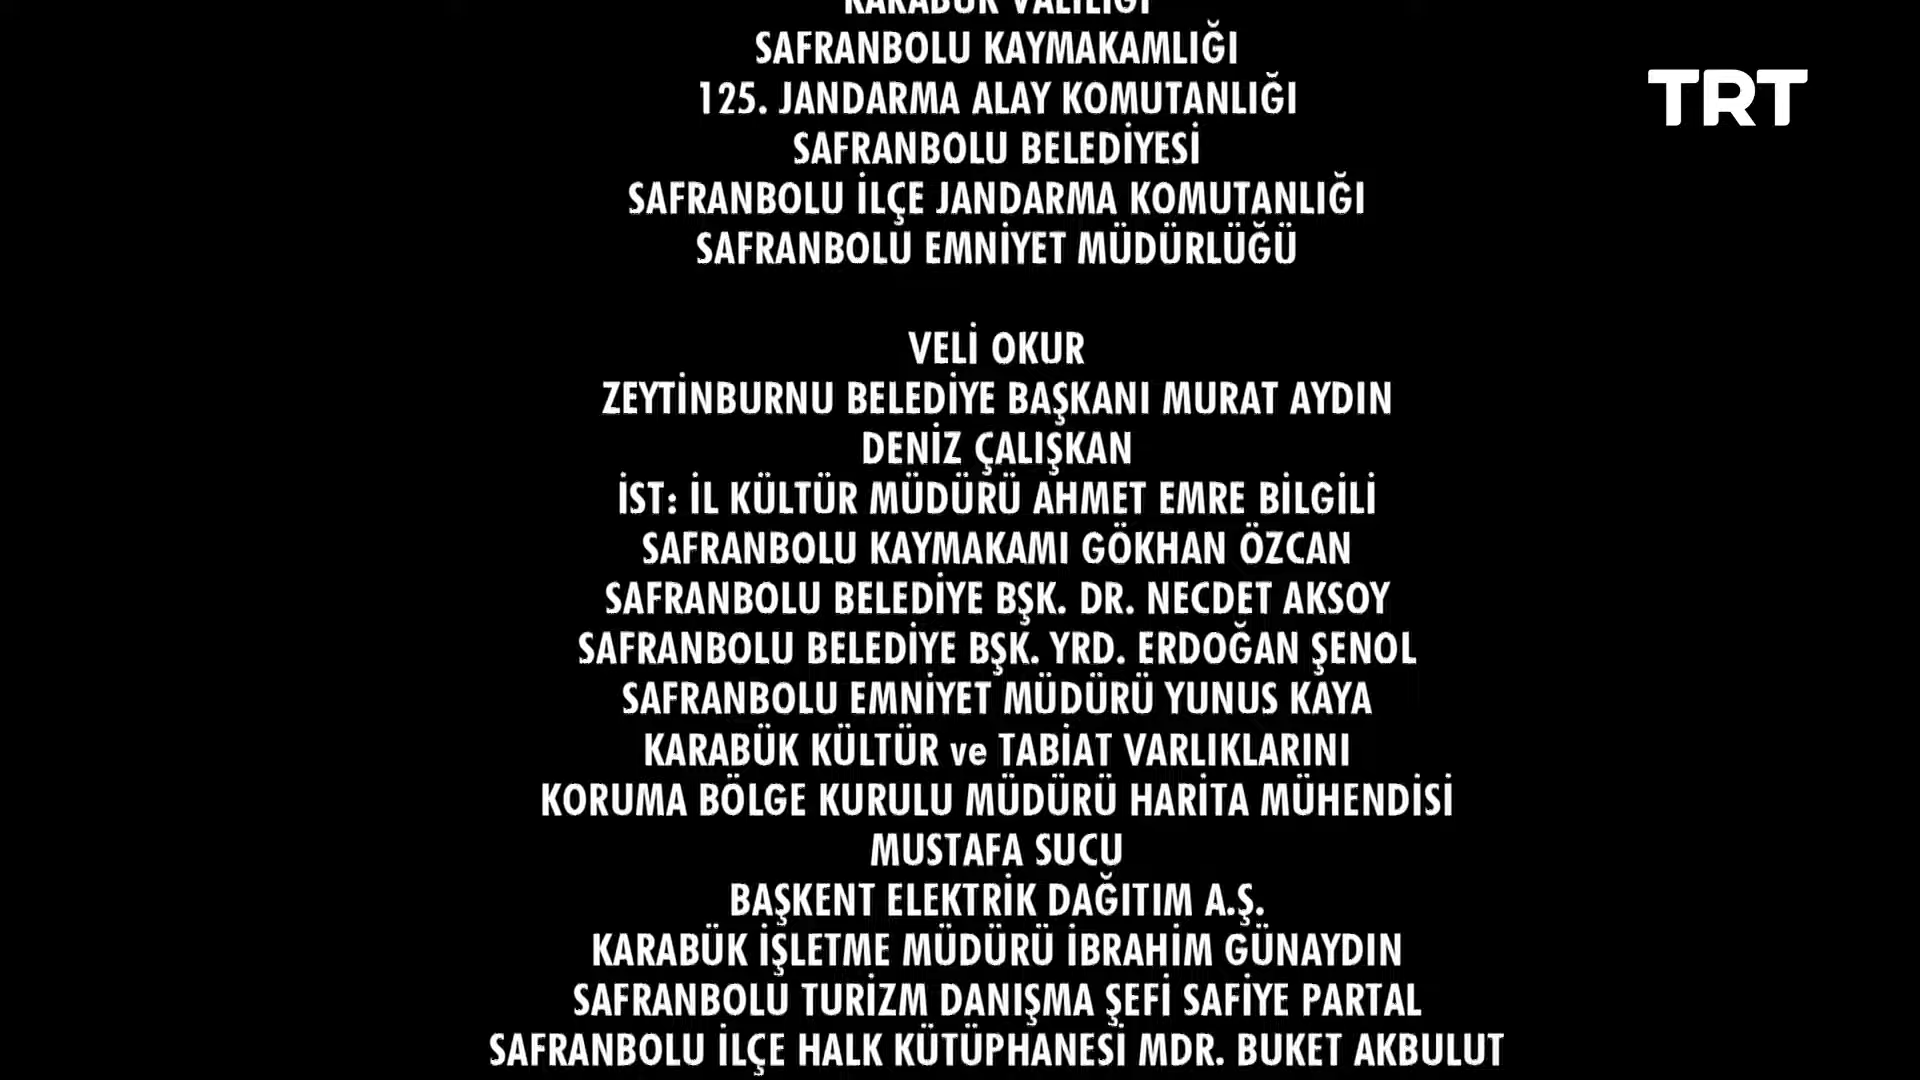 KARABÜK VALİLİĞİ
SAFRANBOLU KAYMAKAMLIĞI
TRT
125. JANDARMA ALAY KOMUTANLIĞI
SAFRANBOLU BELEDİYESİ
SAFRANBOLU İLÇE JANDARMA KOMUTANLIĞI
SAFRANBOLU EMNİYET MÜDÜRLÜĞÜ
VELİ OKUR
ZEYTİNBURNU BELEDİYE BAŞKANI MURAT AYDIN
DENİZ ÇALIŞKAN
İST: İL KÜLTÜR MÜDÜRÜ AHMET EMRE BİLGİLİ
SAFRANBOLU KAYMAKAMI GÖKHAN ÖZCAN
SAFRANBOLU BELEDİYE BŞK. DR. NECDET AKSOY
SAFRANBOLU BELEDİYE BŞK. YRD. ERDOĞAN ŞENOL
SAFRANBOLU EMNİYET MÜDÜRÜ YUNUS KAYA
KARABÜK KÜLTÜR ve TABİAT VARLIKLARINI
KORUMA BÖLGE KURULU MÜDÜRÜ HARİTA MÜHENDİSİ
MUSTAFA SUCU
BAŞKENT ELEKTRİK DAĞITIM A.Ş.
KARABÜK İŞLETME MÜDÜRÜ İBRAHİM GÜNAYDIN
SAFRANBOLU TURİZM DANIŞMA ŞEFİ SAFİYE PARTAL
SAFRANBOLU İLÇE HALK KÜTÜPHANESİ MDR. BUKET AKBULUT